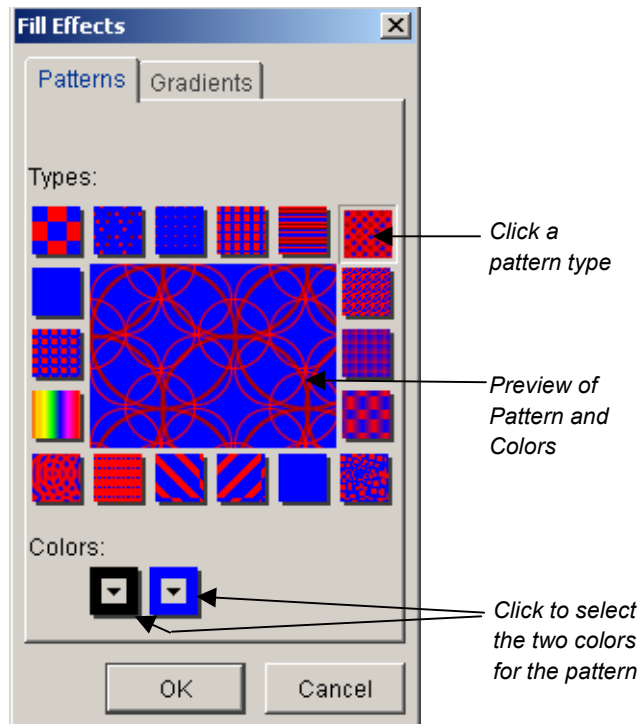 Fill Effects
Patterns Gradients
Types:
Click a
pattern type
Preview of
Pattern and
Colors
Colors:
Click to select
the two colors
for the pattern
OK Cancel